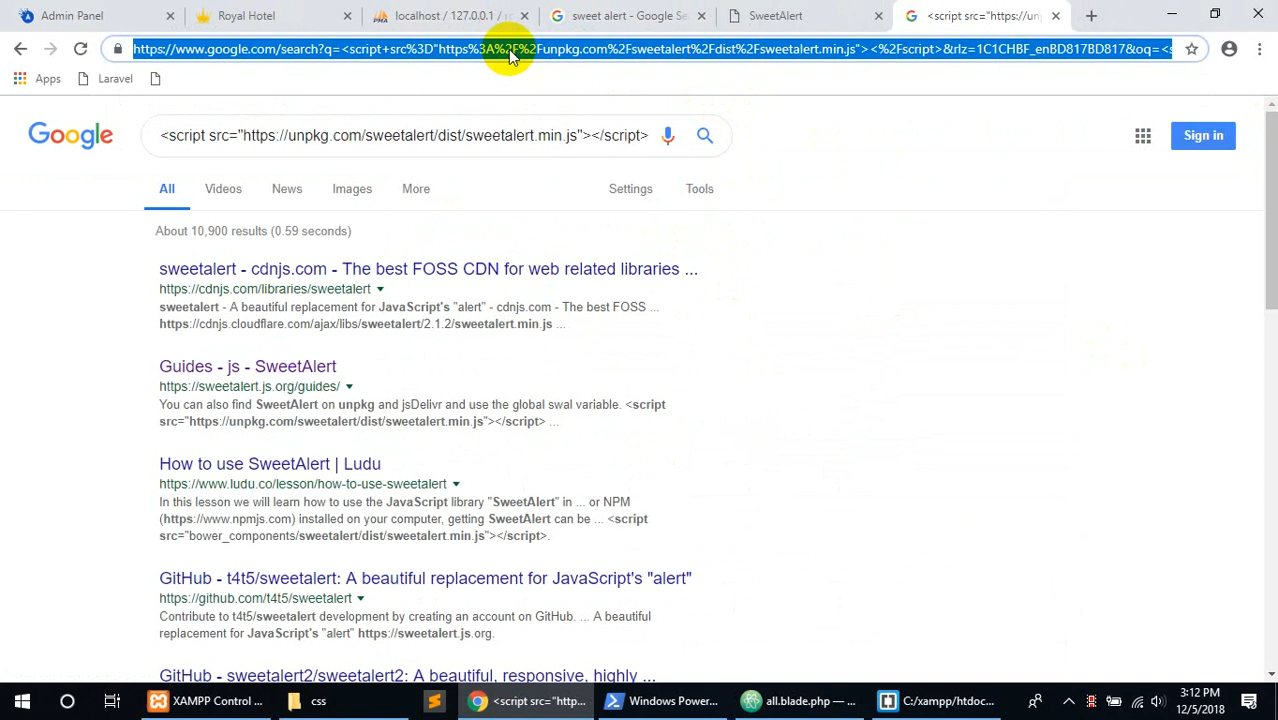 Admin Panel
Royal Hotel
localhost / 127.0.0.1 / r
sweet alert - Google Se
SweetAlert
<script src="https://un
https://www.google.com/search?q=<script+src%3D"https%3A%2F%2Funpkg.com%2Fsweetalert%2Fdist%2Fsweetalert.min.js"><%2Fscript>&rlz=1C1CHBF_enBD817BD817&oq=<s
Apps
Laravel
Google
<script src="https://unpkg.com/sweetalert/dist/sweetalert.min.js"></script>
Sign in
All
Videos
News
Images
More
Settings
Tools
About 10,900 results (0.59 seconds)
sweetalert - cdnjs.com - The best FOSS CDN for web related libraries ...
https://cdnjs.com/libraries/sweetalert
sweetalert - A beautiful replacement for JavaScript's "alert" - cdnjs.com - The best FOSS ...
https://cdnjs.cloudflare.com/ajax/libs/sweetalert/2.1.2/sweetalert.min.js ...
Guides - js - SweetAlert
https://sweetalert.js.org/guides/
You can also find SweetAlert on unpkg and jsDelivr and use the global swal variable. <script
src="https://unpkg.com/sweetalert/dist/sweetalert.min.js"></script> ...
How to use SweetAlert | Ludu
https://www.ludu.co/lesson/how-to-use-sweetalert
In this lesson we will learn how to use the JavaScript library "SweetAlert" in ... or NPM
(https://www.npmjs.com) installed on your computer, getting SweetAlert can be ... <script
src="bower_components/sweetalert/dist/sweetalert.min.js"></script>.
GitHub - t4t5/sweetalert: A beautiful replacement for JavaScript's "alert"
https://github.com/t4t5/sweetalert
Contribute to t4t5/sweetalert development by creating an account on GitHub. ... A beautiful
replacement for JavaScript's "alert" https://sweetalert.js.org.
GitHub - sweetalert2/sweetalert2: A beautiful, responsive, highly ...
XAMPP Control ...
css
<script src="http...
Windows Power...
all.blade.php — ...
C:/xampp/htdoc...
3:12 PM
12/5/2018